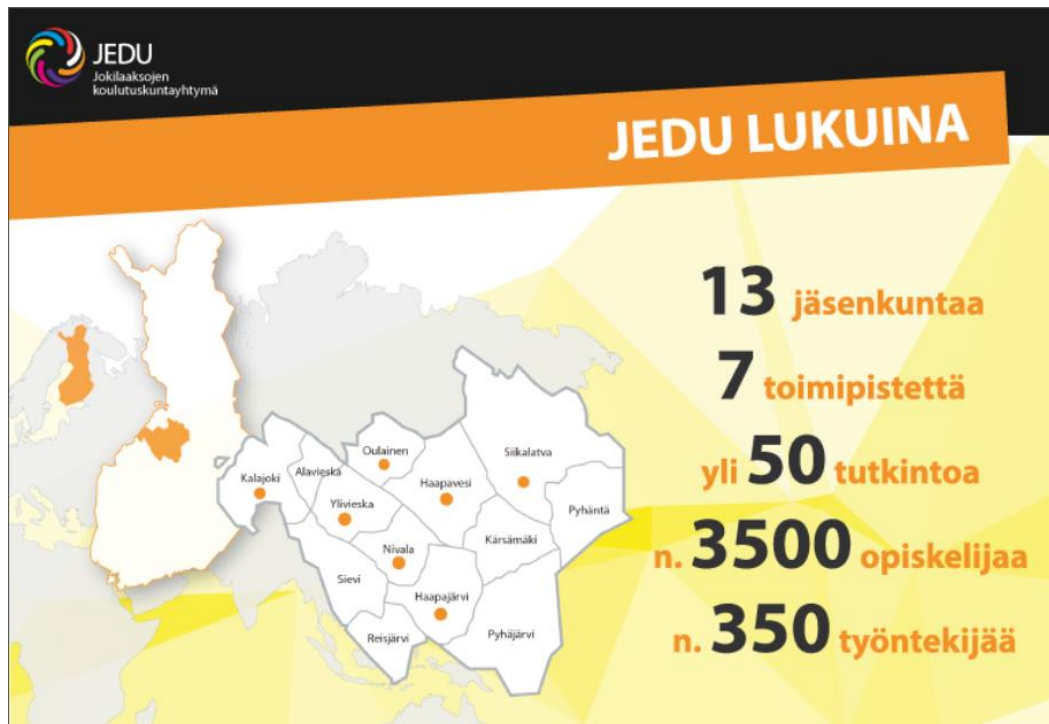 JEDU
Jokilaaksojen
koulutuskuntayhtymä
JEDU LUKUINA
13 jäsenkuntaa
7 toimipistettä
yli 50 tutkintoa
n. 3500 opiskelijaa
n. 350 työntekijää
Kalajoki
Alavieska
Oulainen
Siikalatva
Haapavesi
Ylivieska
Pyhäntä
Kärsämäki
Nivala
Sievi
Haapajärvi
Reisjärvi
Pyhäjärvi